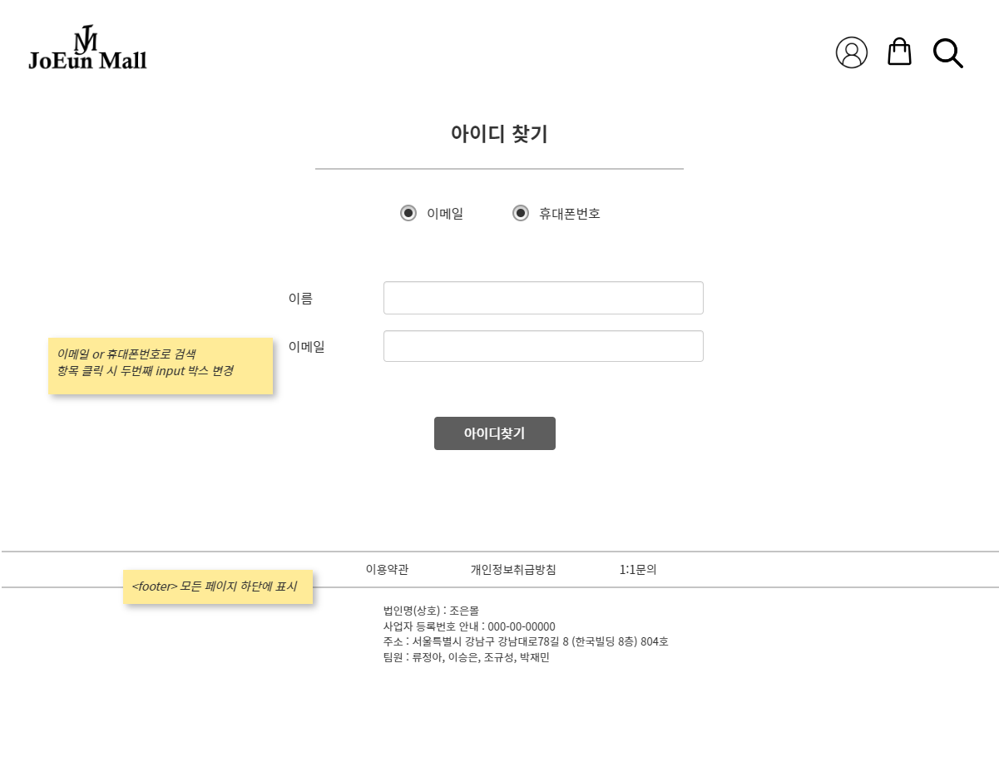 JM
JoEun Mall
아이디 찾기
이메일
휴대폰번호
이름
이메일
이메일 or 휴대폰번호로 검색
항목 클릭 시 두번째 input 박스 변경
아이디찾기
이용약관
개인정보취급방침
1:1문의
<footer> 모든 페이지 하단에 표시
법인명(상호) : 조은몰
사업자 등록번호 안내 : 000-00-00000
주소 : 서울특별시 강남구 강남대로78길 8 (한국빌딩 8층) 804호
팀원 : 류정아, 이승은, 조규성, 박재민